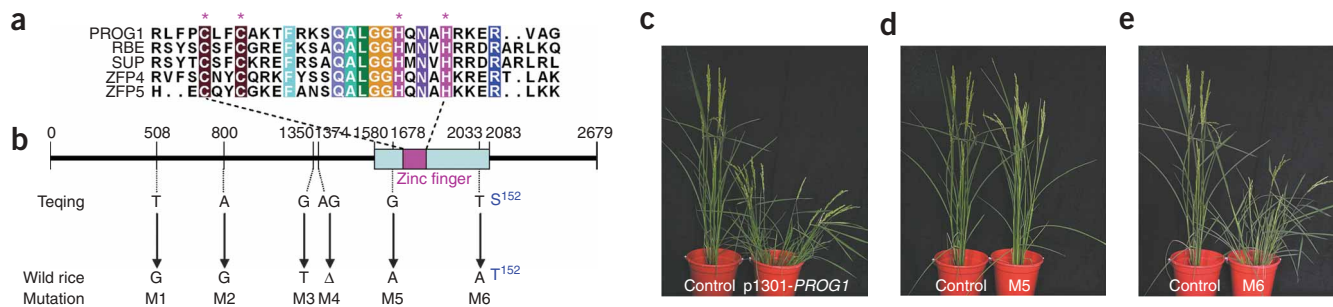 a
* * * *
PROG1 RLFPCLFCAKTFRKSQALGGHQNAHRKER..VAG
RBE RSYSCSFCGREFKSAQALGGHMNVHRRDRARLKQ
SUP RSYTCSFCKREFRSAQALGGHMNVHRRDRARLRL
ZFP4 RVFSCNYCQRKFYSSQALGGHQNAHKRERT.LAK
ZFP5 H..ECQYCGKEFANSQALGGHQNAHKKER..LKK
b
0 508 800 1350 1374 1580 1678 2033 2083 2679
Zinc finger
Teqing T A G AG G T S152
Wild rice G G T Δ A A T152
Mutation M1 M2 M3 M4 M5 M6
c
Control p1301-PROG1
d
Control M5
e
Control M6